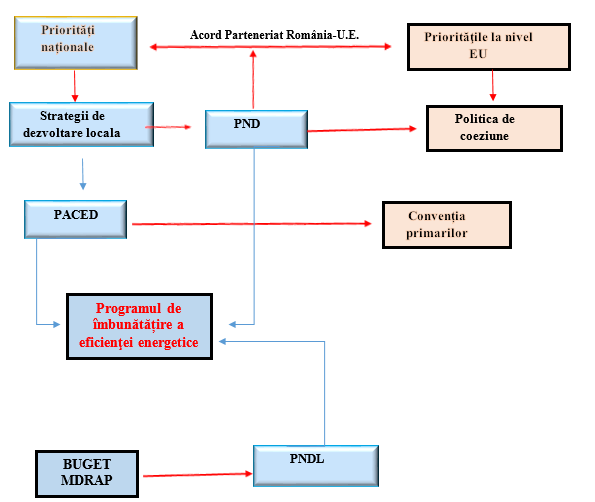 Priorități
naționale
Acord Parteneriat România-U.E.
Prioritățile la nivel
EU
Strategii de
dezvoltare locala
PND
Politica de
coeziune
PACED
Convenția
primarilor
Programul de
îmbunătățire a
eficienței energetice
PNDL
BUGET
MDRAP